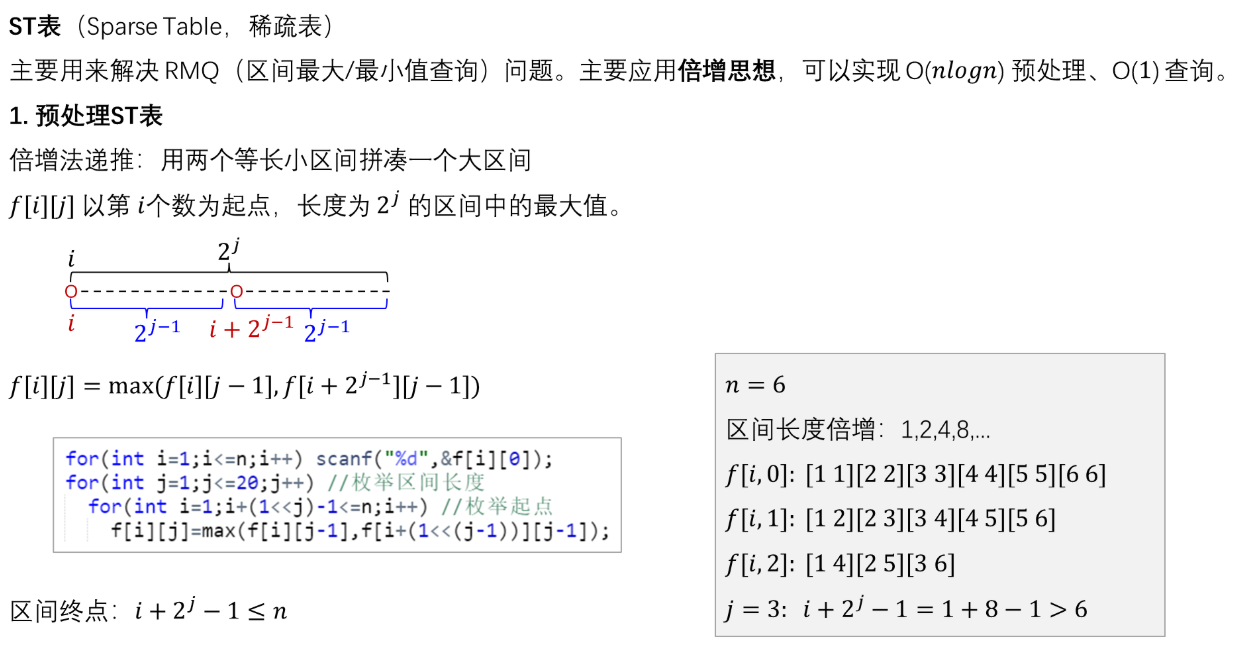 ST表（Sparse Table，稀疏表）
主要用来解决 RMQ（区间最大/最小值查询）问题。主要应用倍增思想，可以实现 O(nlogn) 预处理、O(1) 查询。
1. 预处理ST表
倍增法递推：用两个等长小区间拼凑一个大区间
f[i][j] 以第 i个数为起点，长度为 2^j 的区间中的最大值。
i 2^j
i 2^{j−1} i + 2^{j−1} 2^{j−1}
f[i][j] = max(f[i][j − 1], f[i + 2^{j−1}][j − 1])
for(int i=1;i<=n;i++) scanf("%d",&f[i][0]);
for(int j=1;j<=20;j++) //枚举区间长度
for(int i=1;i+(1<<j)-1<=n;i++) //枚举起点
f[i][j]=max(f[i][j-1],f[i+(1<<(j-1))][j-1]);
区间终点：i + 2^j − 1 ≤ n
n = 6
区间长度倍增：1,2,4,8,...
f[i, 0]: [1 1][2 2][3 3][4 4][5 5][6 6]
f[i, 1]: [1 2][2 3][3 4][4 5][5 6]
f[i, 2]: [1 4][2 5][3 6]
j = 3: i + 2^j − 1 = 1 + 8 − 1 > 6